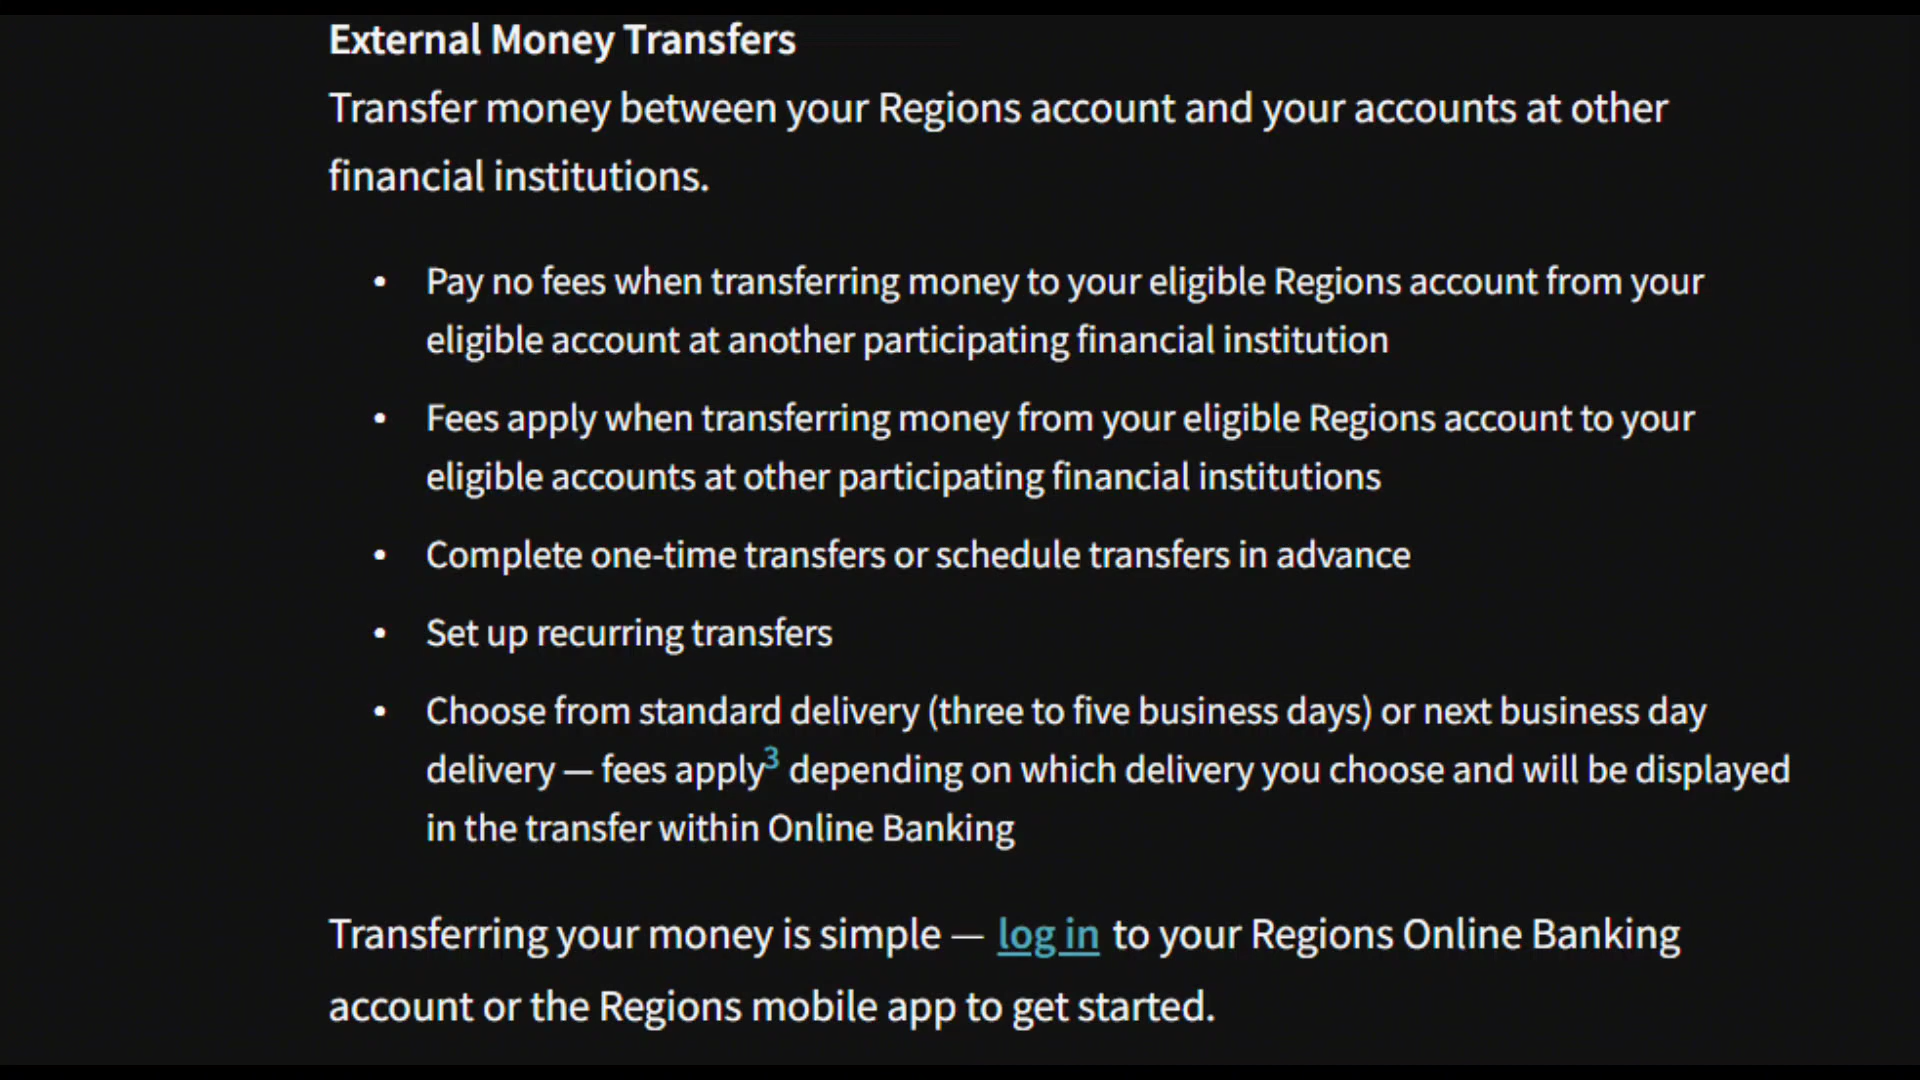 External Money Transfers
Transfer money between your Regions account and your accounts at other
financial institutions.
• Pay no fees when transferring money to your eligible Regions account from your
eligible account at another participating financial institution
• Fees apply when transferring money from your eligible Regions account to your
eligible accounts at other participating financial institutions
• Complete one-time transfers or schedule transfers in advance
• Set up recurring transfers
• Choose from standard delivery (three to five business days) or next business day
delivery — fees apply3 depending on which delivery you choose and will be displayed
in the transfer within Online Banking
Transferring your money is simple — log in to your Regions Online Banking
account or the Regions mobile app to get started.